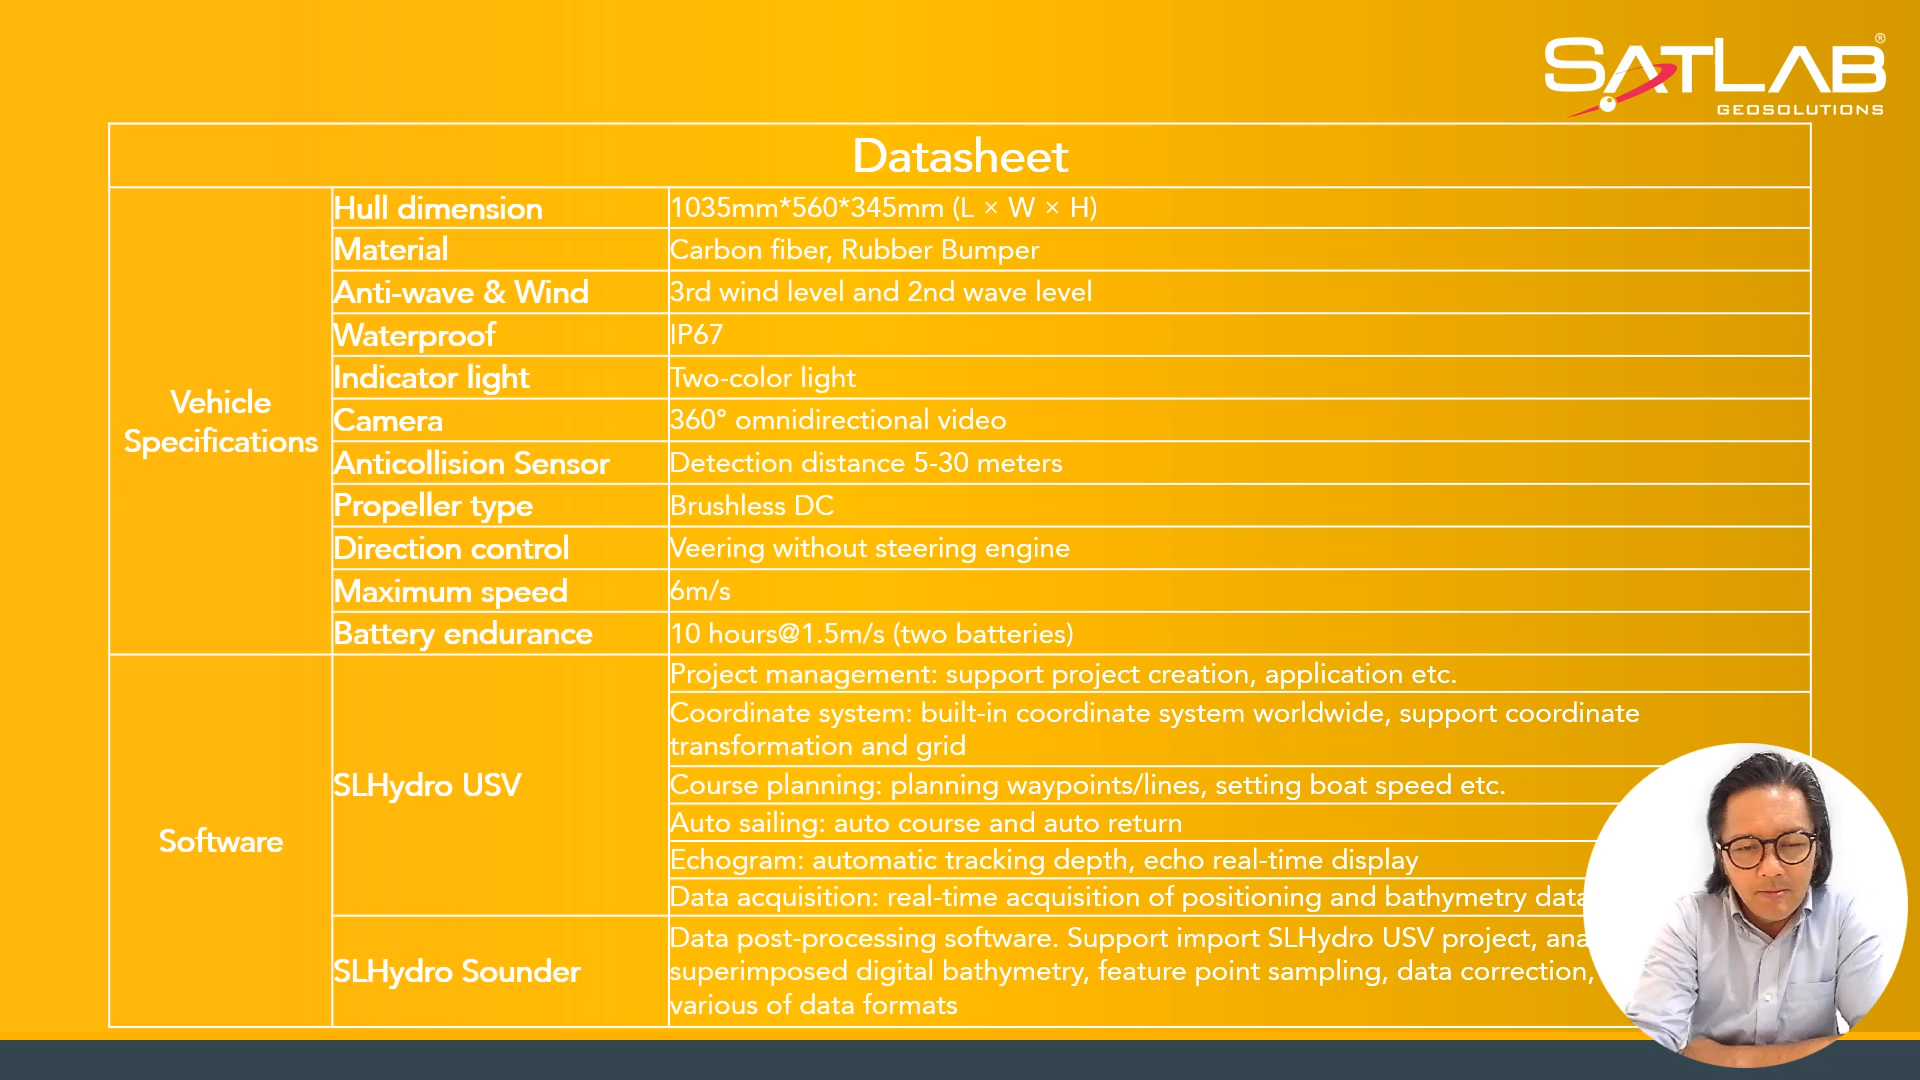 SATLAB®
GEOSOLUTIONS
Datasheet
Vehicle
Specifications
Hull dimension
1035mm*560*345mm (L × W × H)
Material
Carbon fiber, Rubber Bumper
Anti-wave & Wind
3rd wind level and 2nd wave level
Waterproof
IP67
Indicator light
Two-color light
Camera
360° omnidirectional video
Anticollision Sensor
Detection distance 5-30 meters
Propeller type
Brushless DC
Direction control
Veering without steering engine
Maximum speed
6m/s
Battery endurance
10 hours@1.5m/s (two batteries)
Software
SLHydro USV
Project management: support project creation, application etc.
Coordinate system: built-in coordinate system worldwide, support coordinate
transformation and grid
Course planning: planning waypoints/lines, setting boat speed etc.
Auto sailing: auto course and auto return
Echogram: automatic tracking depth, echo real-time display
Data acquisition: real-time acquisition of positioning and bathymetry data
SLHydro Sounder
Data post-processing software. Support import SLHydro USV project,
superimposed digital bathymetry, feature point sampling, data correction,
various of data formats